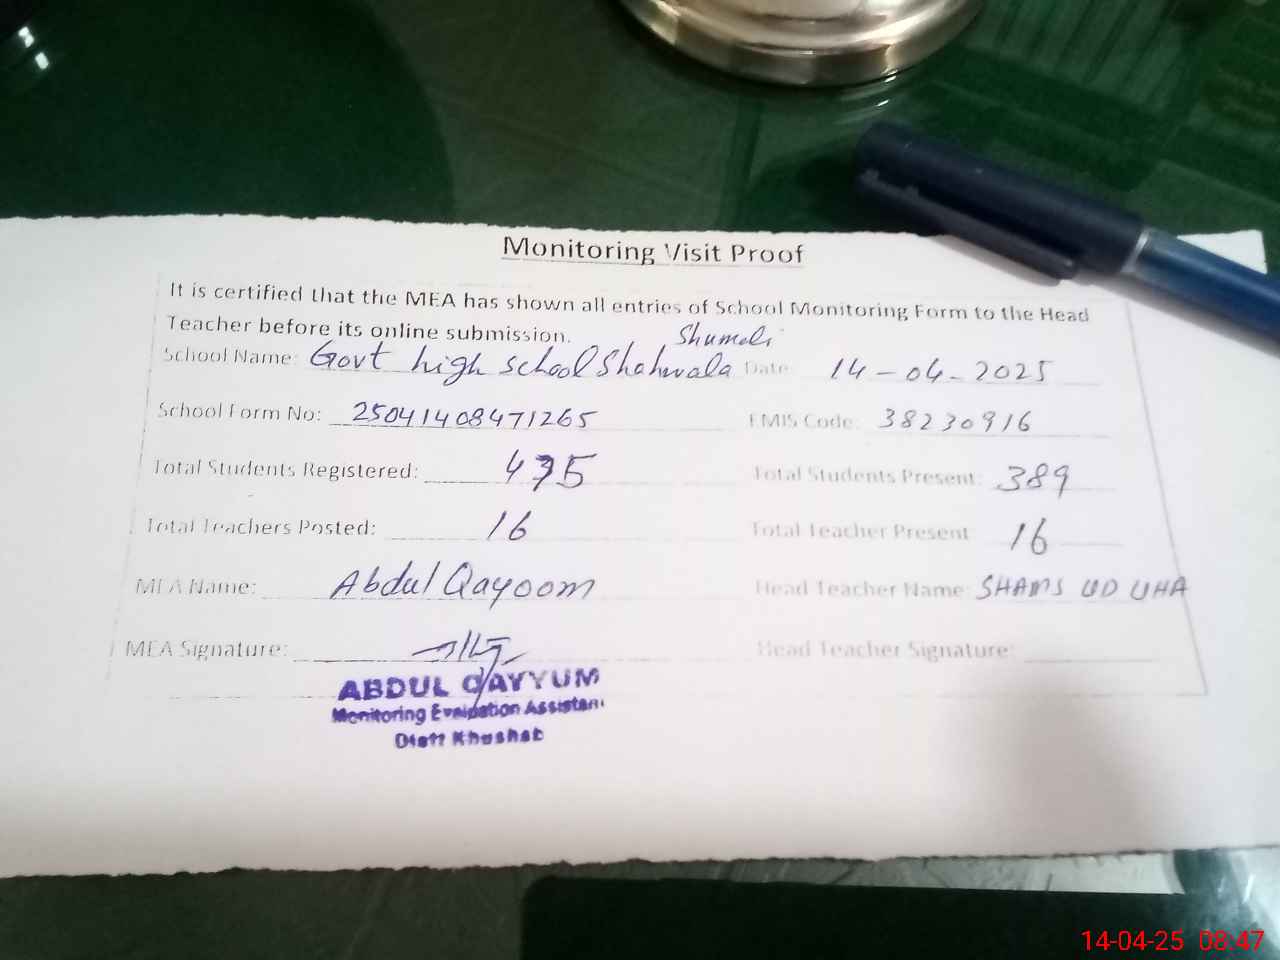 Monitoring Visit Proof
It is certified that the MEA has shown all entries of School Monitoring Form to the Head
Teacher before its online submission.
Shumali
School Name: Govt high school Shahwala Date: 14-04-2025
School Form No: 25041408471265 EMIS Code: 38230916
Total Students Registered: 475 Total Students Present: 389
Total Teachers Posted: 16 Total Teacher Present 16
MEA Name: Abdul Qayoom Head Teacher Name: SHAMS UD UHA
MEA Signature: Head Teacher Signature:
ABDUL QAYYUM
Monitoring Evaluation Assistant
Distt Khushab
14-04-25 08:47